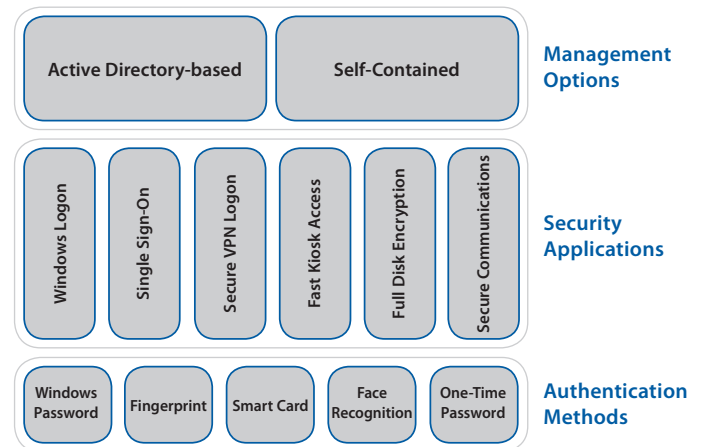 Active Directory-based
Self-Contained
Management
Options
Windows Logon
Single Sign-On
Secure VPN Logon
Fast Kiosk Access
Full Disk Encryption
Secure Communications
Security
Applications
Windows
Password
Fingerprint
Smart Card
Face
Recognition
One-Time
Password
Authentication
Methods